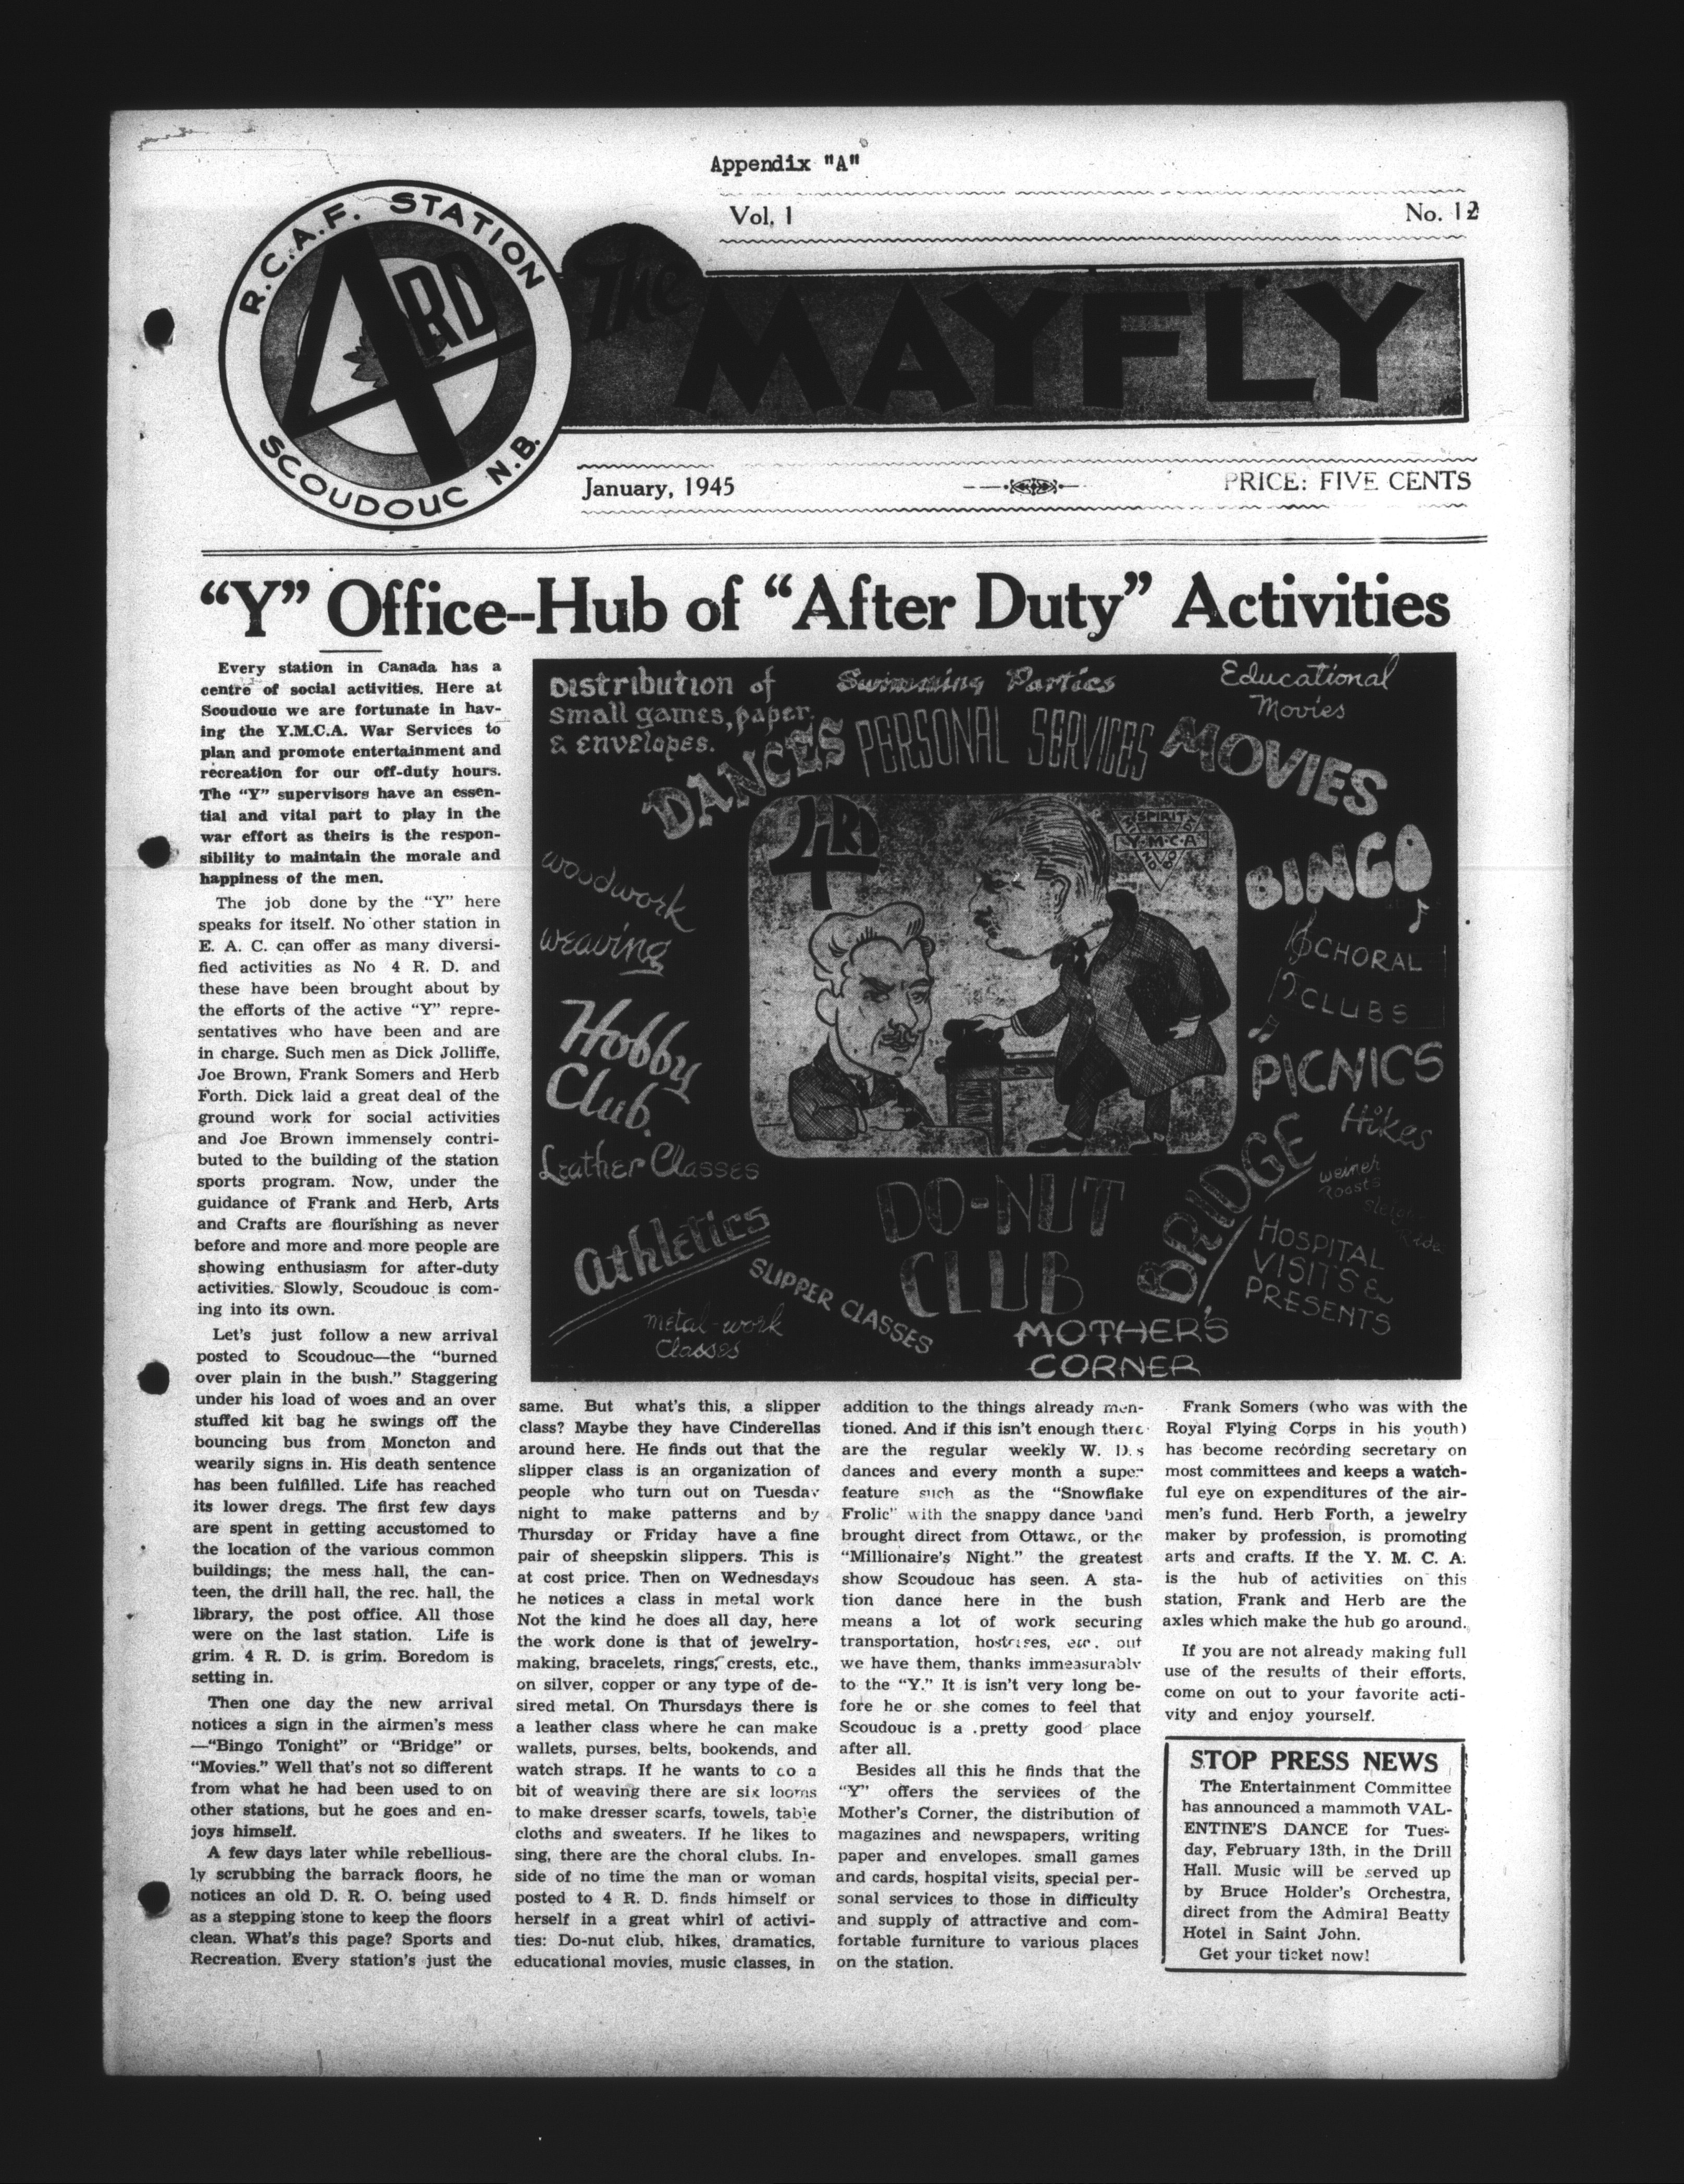 Appendix "A"
Vol. 1
No. 12
R.C.A.F. STATION
4 RD
SCOUDOUC N.B.
The
MAYFLY
January, 1945
PRICE: FIVE CENTS
“Y” Office--Hub of “After Duty” Activities
Every station in Canada has a
centre of social activities. Here at
Scoudouc we are fortunate in hav-
ing the Y.M.C.A. War Services to
plan and promote entertainment and
recreation for our off-duty hours.
The “Y” supervisors have an essen-
tial and vital part to play in the
war effort as theirs is the respon-
sibility to maintain the morale and
happiness of the men.
The job done by the “Y” here
speaks for itself. No other station in
E. A. C. can offer as many diversi-
fied activities as No 4 R. D. and
these have been brought about by
the efforts of the active “Y” repre-
sentatives who have been and are
in charge. Such men as Dick Jolliffe,
Joe Brown, Frank Somers and Herb
Forth. Dick laid a great deal of the
ground work for social activities
and Joe Brown immensely contri-
buted to the building of the station
sports program. Now, under the
guidance of Frank and Herb, Arts
and Crafts are flourishing as never
before and more and more people are
showing enthusiasm for after-duty
activities. Slowly, Scoudouc is com-
ing into its own.
Let's just follow a new arrival
posted to Scoudouc—the “burned
over plain in the bush.” Staggering
under his load of woes and an over
stuffed kit bag he swings off the
bouncing bus from Moncton and
wearily signs in. His death sentence
has been fulfilled. Life has reached
its lower dregs. The first few days
are spent in getting accustomed to
the location of the various common
buildings; the mess hall, the can-
teen, the drill hall, the rec. hall, the
library, the post office. All those
were on the last station. Life is
grim. 4 R. D. is grim. Boredom is
setting in.
Then one day the new arrival
notices a sign in the airmen's mess
—“Bingo Tonight” or “Bridge” or
“Movies.” Well that's not so different
from what he had been used to on
other stations, but he goes and en-
joys himself.
A few days later while rebellious-
ly scrubbing the barrack floors, he
notices an old D. R. O. being used
as a stepping stone to keep the floors
clean. What's this page? Sports and
Recreation. Every station's just the
Distribution of
small games, paper
& envelopes.
Swimming Parties
Educational
Movies
DANCES
PERSONAL SERVICES
MOVIES
4RD
SPIRIT
Y·M·C·A
BINGO
woodwork
weaving
CHORAL
CLUBS
Hobby
Club.
PICNICS
Hikes
Leather Classes
weiner
roasts
sleigh
DO-NUT
CLUB
BRIDGE
HOSPITAL
VISITS &
PRESENTS
Athletics
SLIPPER CLASSES
metal-work
Classes
MOTHER'S
CORNER
same. But what's this, a slipper
class? Maybe they have Cinderellas
around here. He finds out that the
slipper class is an organization of
people who turn out on Tuesday
night to make patterns and by
Thursday or Friday have a fine
pair of sheepskin slippers. This is
at cost price. Then on Wednesdays
he notices a class in metal work
Not the kind he does all day, here
the work done is that of jewelry-
making, bracelets, rings, crests, etc.,
on silver, copper or any type of de-
sired metal. On Thursdays there is
a leather class where he can make
wallets, purses, belts, bookends, and
watch straps. If he wants to co a
bit of weaving there are six looms
to make dresser scarfs, towels, table
cloths and sweaters. If he likes to
sing, there are the choral clubs. In-
side of no time the man or woman
posted to 4 R. D. finds himself or
herself in a great whirl of activi-
ties: Do-nut club, hikes, dramatics,
educational movies, music classes, in
addition to the things already men-
tioned. And if this isn't enough there
are the regular weekly W. D.s
dances and every month a super
feature such as the “Snowflake
Frolic” with the snappy dance band
brought direct from Ottawa, or the
“Millionaire's Night.” the greatest
show Scoudouc has seen. A sta-
tion dance here in the bush
means a lot of work securing
transportation, etc. out
we have them, thanks immeasurably
to the “Y.” It is isn't very long be-
fore he or she comes to feel that
Scoudouc is a pretty good place
after all.
Besides all this he finds that the
“Y” offers the services of the
Mother's Corner, the distribution of
magazines and newspapers, writing
paper and envelopes. small games
and cards, hospital visits, special per-
sonal services to those in difficulty
and supply of attractive and com-
fortable furniture to various places
on the station.
Frank Somers (who was with the
Royal Flying Corps in his youth)
has become recording secretary on
most committees and keeps a watch-
ful eye on expenditures of the air-
men's fund. Herb Forth, a jewelry
maker by profession, is promoting
arts and crafts. If the Y. M. C. A.
is the hub of activities on this
station, Frank and Herb are the
axles which make the hub go around.
If you are not already making full
use of the results of their efforts,
come on out to your favorite acti-
vity and enjoy yourself.
STOP PRESS NEWS
The Entertainment Committee
has announced a mammoth VAL-
ENTINE'S DANCE for Tues-
day, February 13th, in the Drill
Hall. Music will be served up
by Bruce Holder's Orchestra,
direct from the Admiral Beatty
Hotel in Saint John.
Get your ticket now!